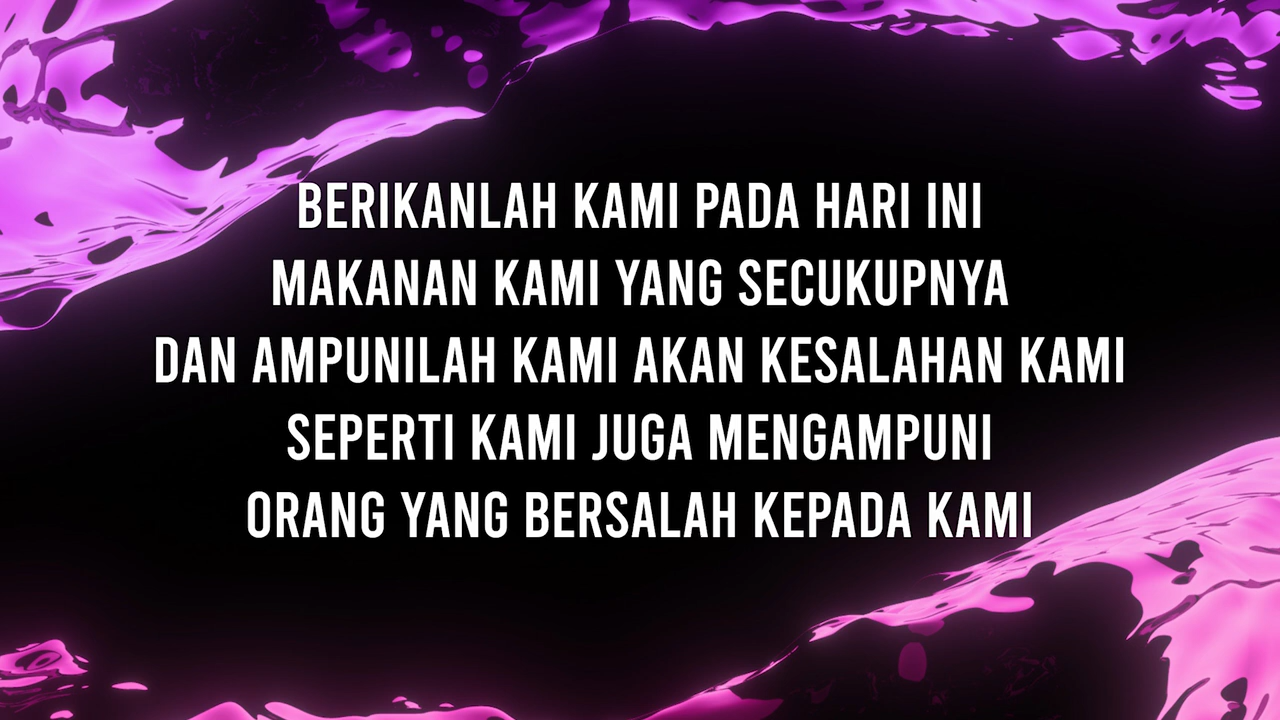 BERIKANLAH KAMI PADA HARI INI
MAKANAN KAMI YANG SECUKUPNYA
DAN AMPUNILAH KAMI AKAN KESALAHAN KAMI
SEPERTI KAMI JUGA MENGAMPUNI
ORANG YANG BERSALAH KEPADA KAMI